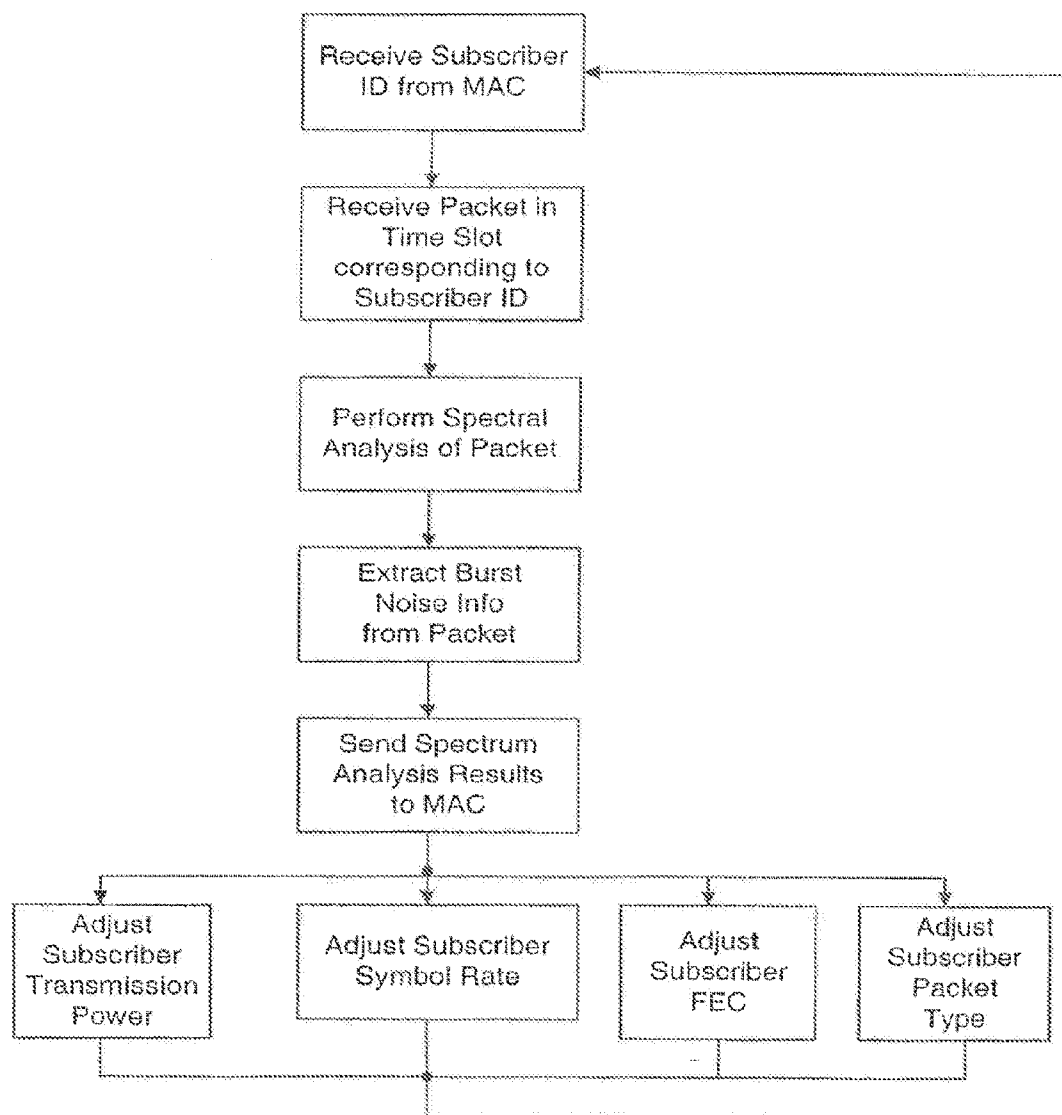 Receive Subscriber
ID from MAC
Receive Packet in
Time Slot
corresponding to
Subscriber ID
Perform Spectral
Analysis of Packet
Extract Burst
Noise Info
from Packet
Send Spectrum
Analysis Results
to MAC
Adjust
Subscriber
Transmission
Power
Adjust Subscriber
Symbol Rate
Adjust
Subscriber
FEC
Adjust
Subscriber
Packet
Type